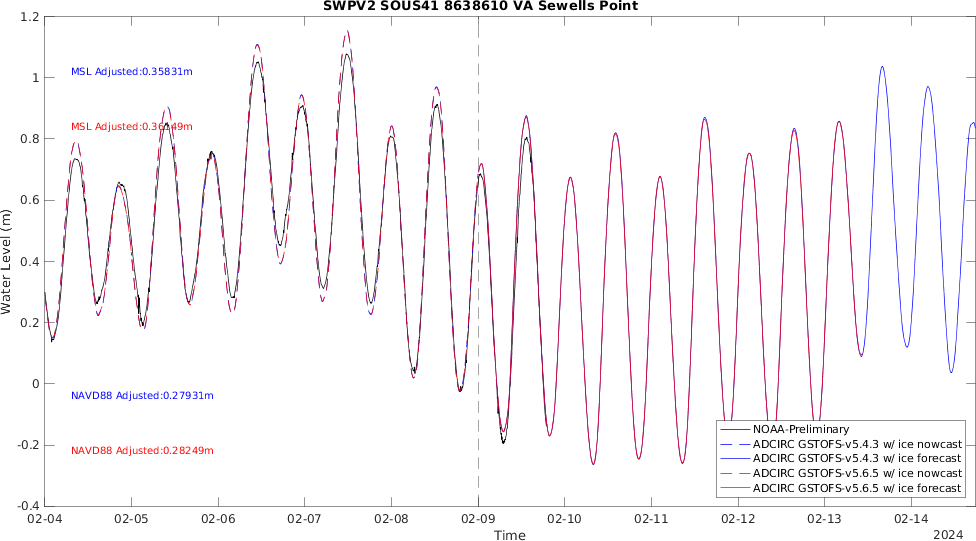 SWPV2 SOUS41 8638610 VA Sewells Point
1.2
1
0.8
0.6
0.4
0.2
0
-0.2
-0.4
Water Level (m)
MSL Adjusted:0.35831m
NAVD88 Adjusted:0.27931m
NAVD88 Adjusted:0.28249m
NOAA-Preliminary
ADCIRC GSTOFS-v5.4.3 w/ ice nowcast
ADCIRC GSTOFS-v5.4.3 w/ ice forecast
ADCIRC GSTOFS-v5.6.5 w/ ice nowcast
ADCIRC GSTOFS-v5.6.5 w/ ice forecast
02-04 02-05 02-06 02-07 02-08 02-09 02-10 02-11 02-12 02-13 02-14
Time
2024